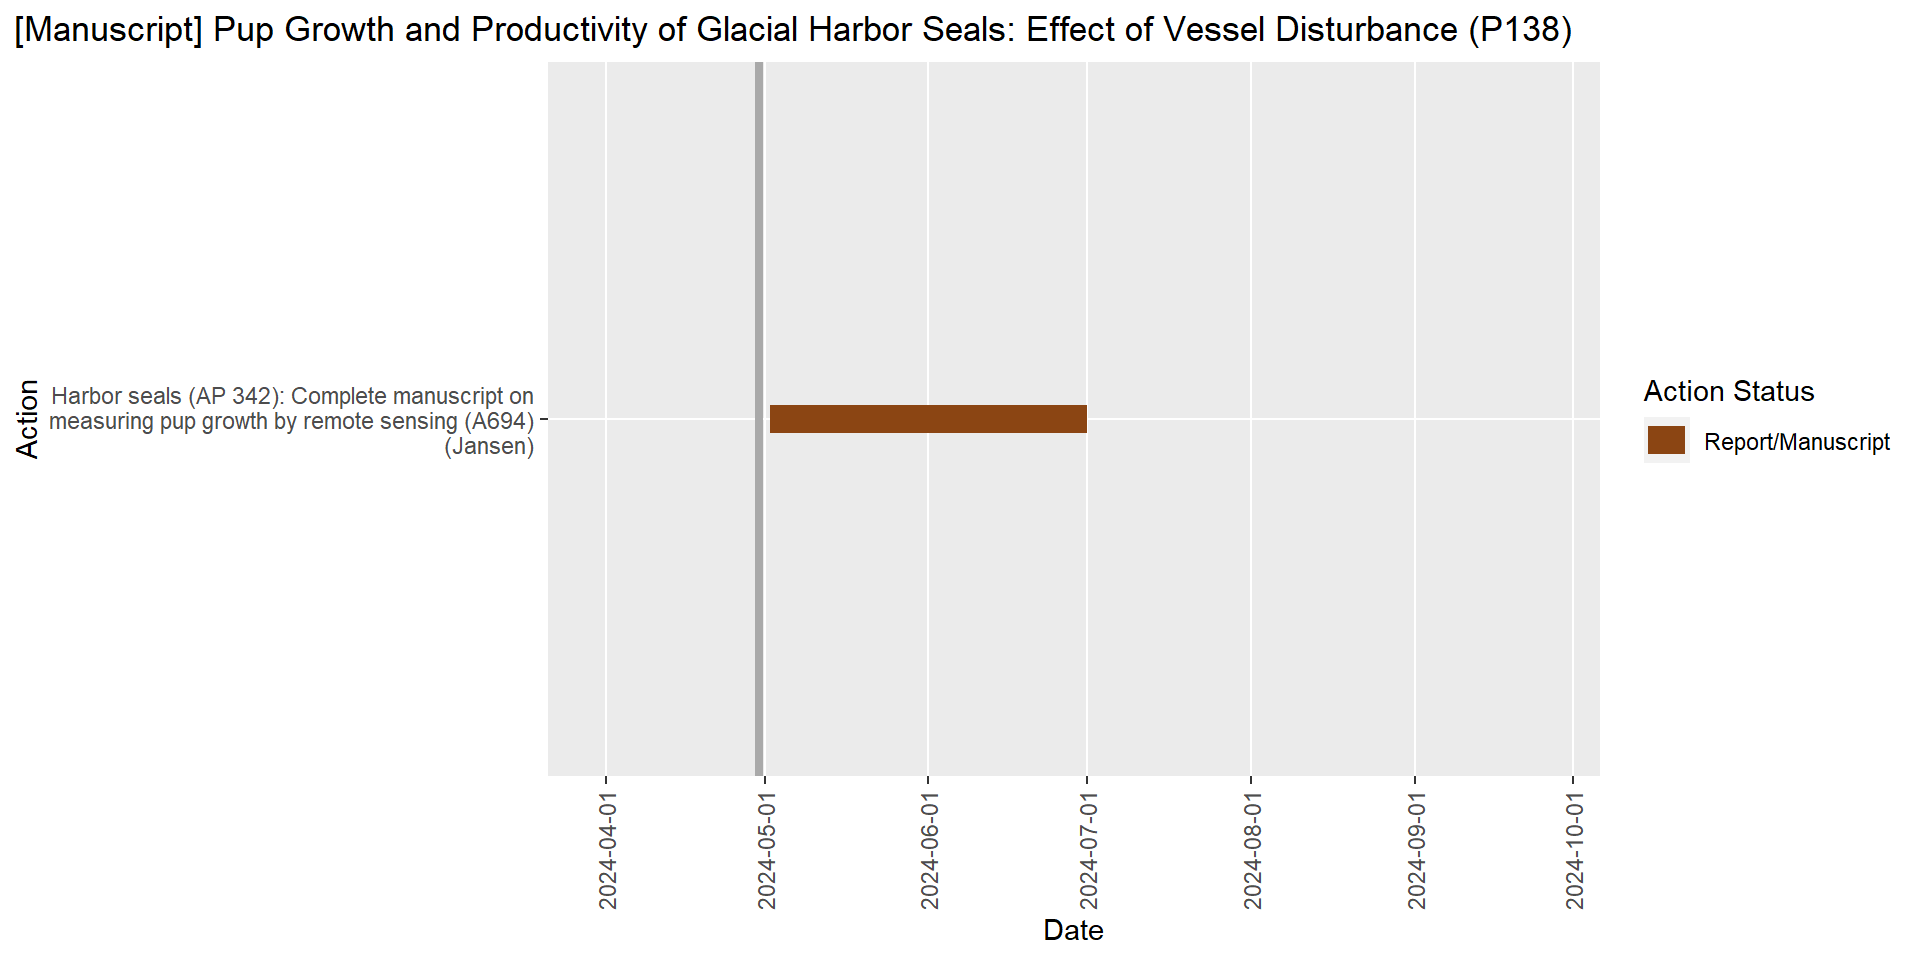 [Manuscript] Pup Growth and Productivity of Glacial Harbor Seals: Effect of Vessel Disturbance (P138)
Action
Harbor seals (AP 342): Complete manuscript on
measuring pup growth by remote sensing (A694)
(Jansen)
Action Status
Report/Manuscript
2024-04-01
2024-05-01
2024-06-01
2024-07-01
2024-08-01
2024-09-01
2024-10-01
Date